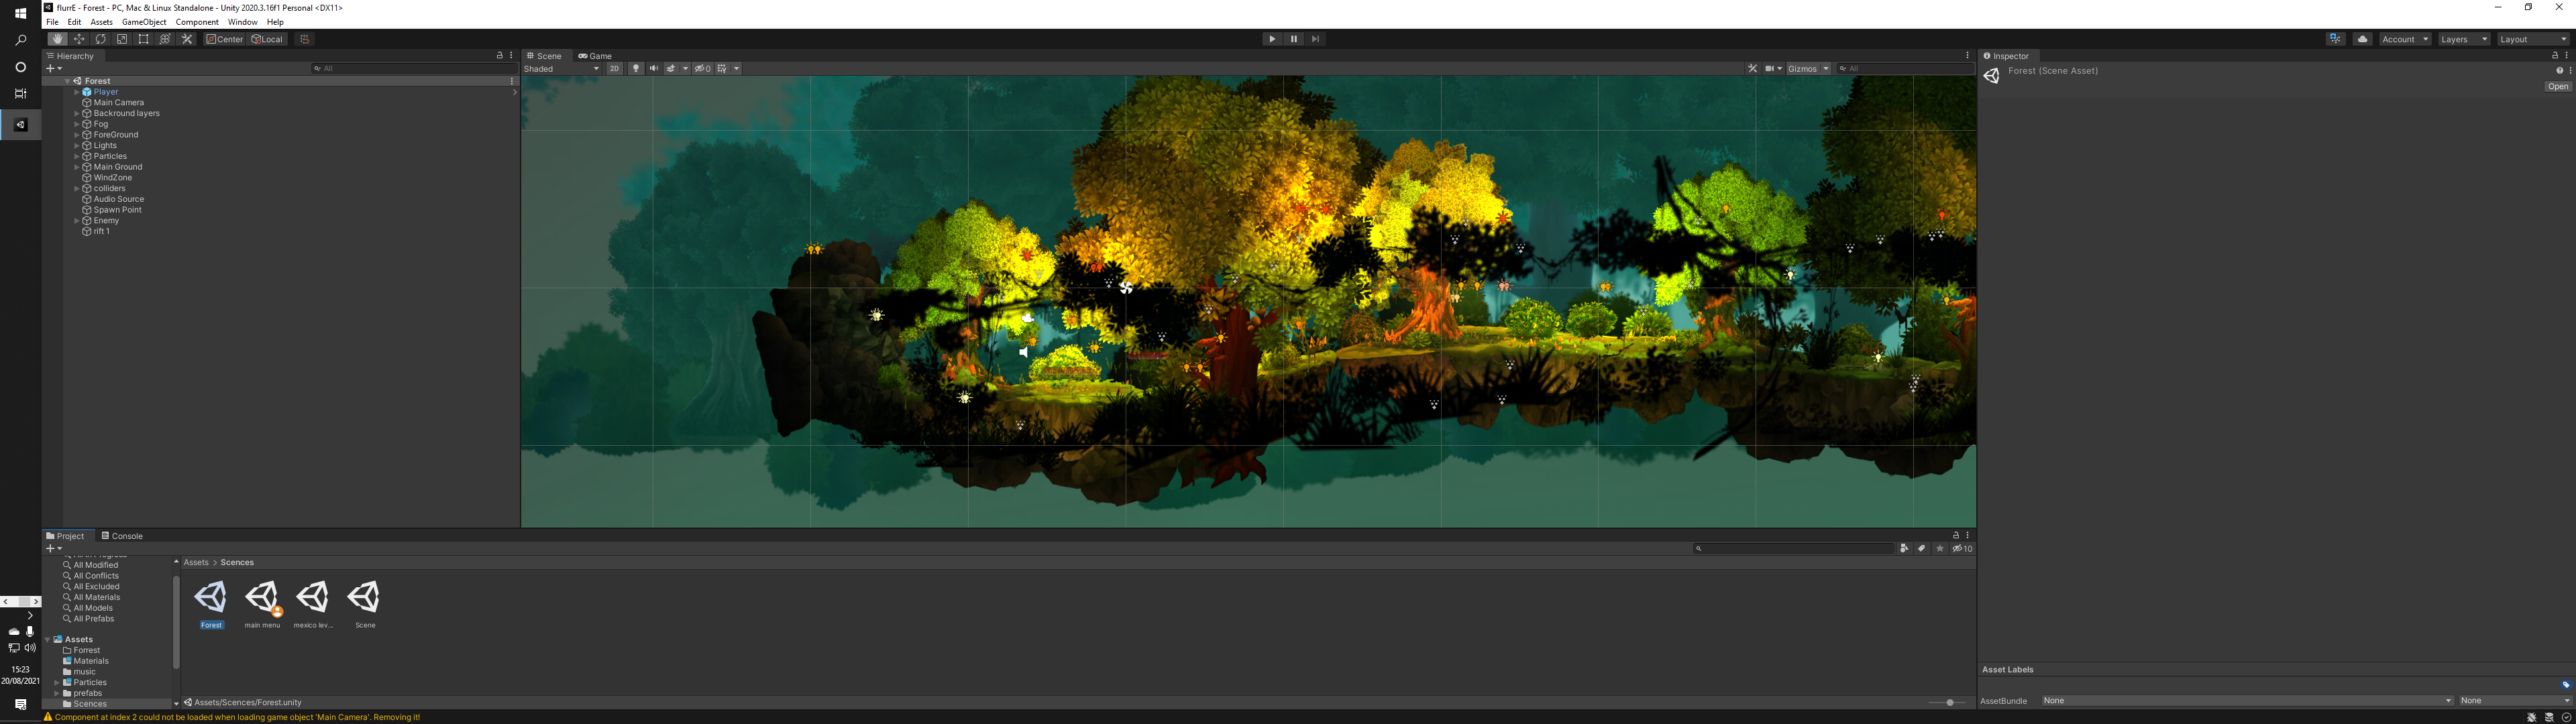 flurrE - Forest - PC, Mac & Linux Standalone - Unity 2020.3.16f1 Personal <DX11>
File Edit Assets GameObject Component Window Help
Center Local
Account Layers Layout
Hierarchy
All
Forest
Player
Main Camera
Backround layers
Fog
ForeGround
Lights
Particles
Main Ground
WindZone
colliders
Audio Source
Spawn Point
Enemy
rift 1
Scene Game
Shaded 2D 0 Gizmos All
Inspector
Forest (Scene Asset)
Open
Project Console
10
All Modified
All Conflicts
All Excluded
All Materials
All Models
All Prefabs
Assets
Forrest
Materials
music
Particles
prefabs
Scences
Assets > Scences
Forest main menu mexico lev... Scene
Assets/Scences/Forest.unity
Asset Labels
AssetBundle None None
Component at index 2 could not be loaded when loading game object 'Main Camera'. Removing it!
15:23
20/08/2021